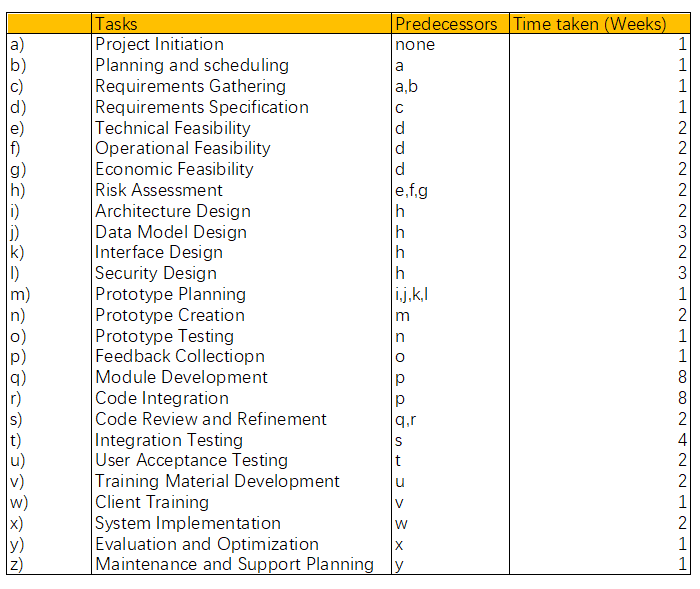 Tasks Predecessors Time taken (Weeks)
a) Project Initiation none 1
b) Planning and scheduling a 1
c) Requirements Gathering a,b 1
d) Requirements Specification c 1
e) Technical Feasibility d 2
f) Operational Feasibility d 2
g) Economic Feasibility d 2
h) Risk Assessment e,f,g 2
i) Architecture Design h 2
j) Data Model Design h 3
k) Interface Design h 2
l) Security Design h 3
m) Prototype Planning i,j,k,l 1
n) Prototype Creation m 2
o) Prototype Testing n 1
p) Feedback Collectiopn o 1
q) Module Development p 8
r) Code Integration p 8
s) Code Review and Refinement q,r 2
t) Integration Testing s 4
u) User Acceptance Testing t 2
v) Training Material Development u 2
w) Client Training v 1
x) System Implementation w 2
y) Evaluation and Optimization x 1
z) Maintenance and Support Planning y 1